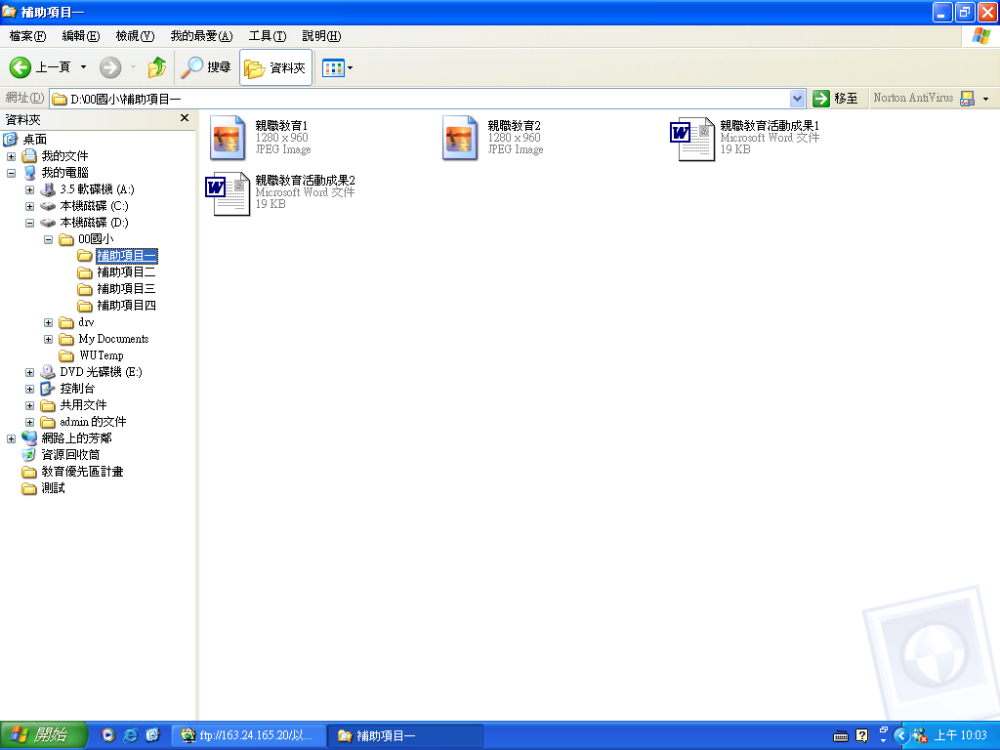 補助項目一
檔案(F) 編輯(E) 檢視(V) 我的最愛(A) 工具(T) 說明(H)
上一頁 搜尋 資料夾
網址(D) D:\00國小\補助項目一 移至 Norton AntiVirus
資料夾
桌面
我的文件
我的電腦
3.5 軟碟機 (A:)
本機磁碟 (C:)
本機磁碟 (D:)
00國小
補助項目一
補助項目二
補助項目三
補助項目四
drv
My Documents
WUTemp
DVD 光碟機 (E:)
控制台
共用文件
admin 的文件
網路上的芳鄰
資源回收筒
教育優先區計畫
測試
親職教育1
1280 x 960
JPEG Image
親職教育2
1280 x 960
JPEG Image
親職教育活動成果1
Microsoft Word 文件
19 KB
親職教育活動成果2
Microsoft Word 文件
19 KB
開始 ftp://163.24.165.20/以... 補助項目一 上午 10:03